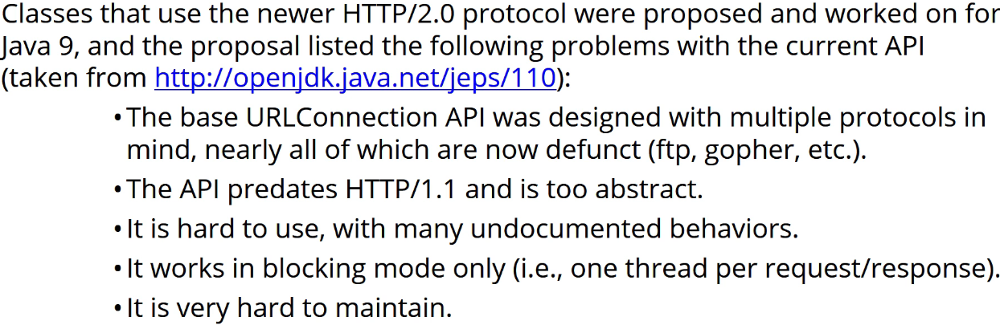 Classes that use the newer HTTP/2.0 protocol were proposed and worked on for
Java 9, and the proposal listed the following problems with the current API
(taken from http://openjdk.java.net/jeps/110):
•The base URLConnection API was designed with multiple protocols in
mind, nearly all of which are now defunct (ftp, gopher, etc.).
•The API predates HTTP/1.1 and is too abstract.
•It is hard to use, with many undocumented behaviors.
•It works in blocking mode only (i.e., one thread per request/response).
•It is very hard to maintain.